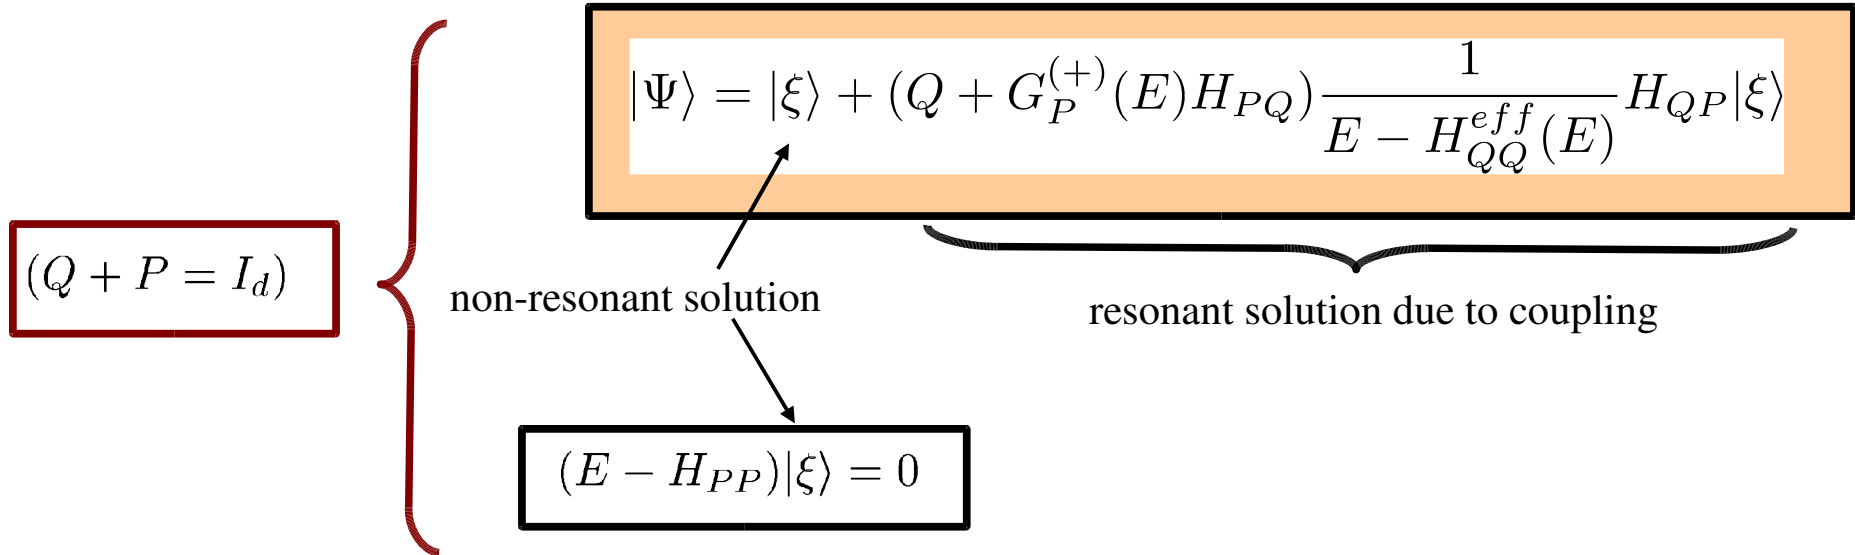 |Ψ⟩ = |ξ⟩ + (Q + G_P^{(+)}(E)H_{PQ}) \frac{1}{E − H_{QQ}^{eff}(E)} H_{QP}|ξ⟩
(Q + P = I_d)
non-resonant solution
resonant solution due to coupling
(E − H_{PP})|ξ⟩ = 0